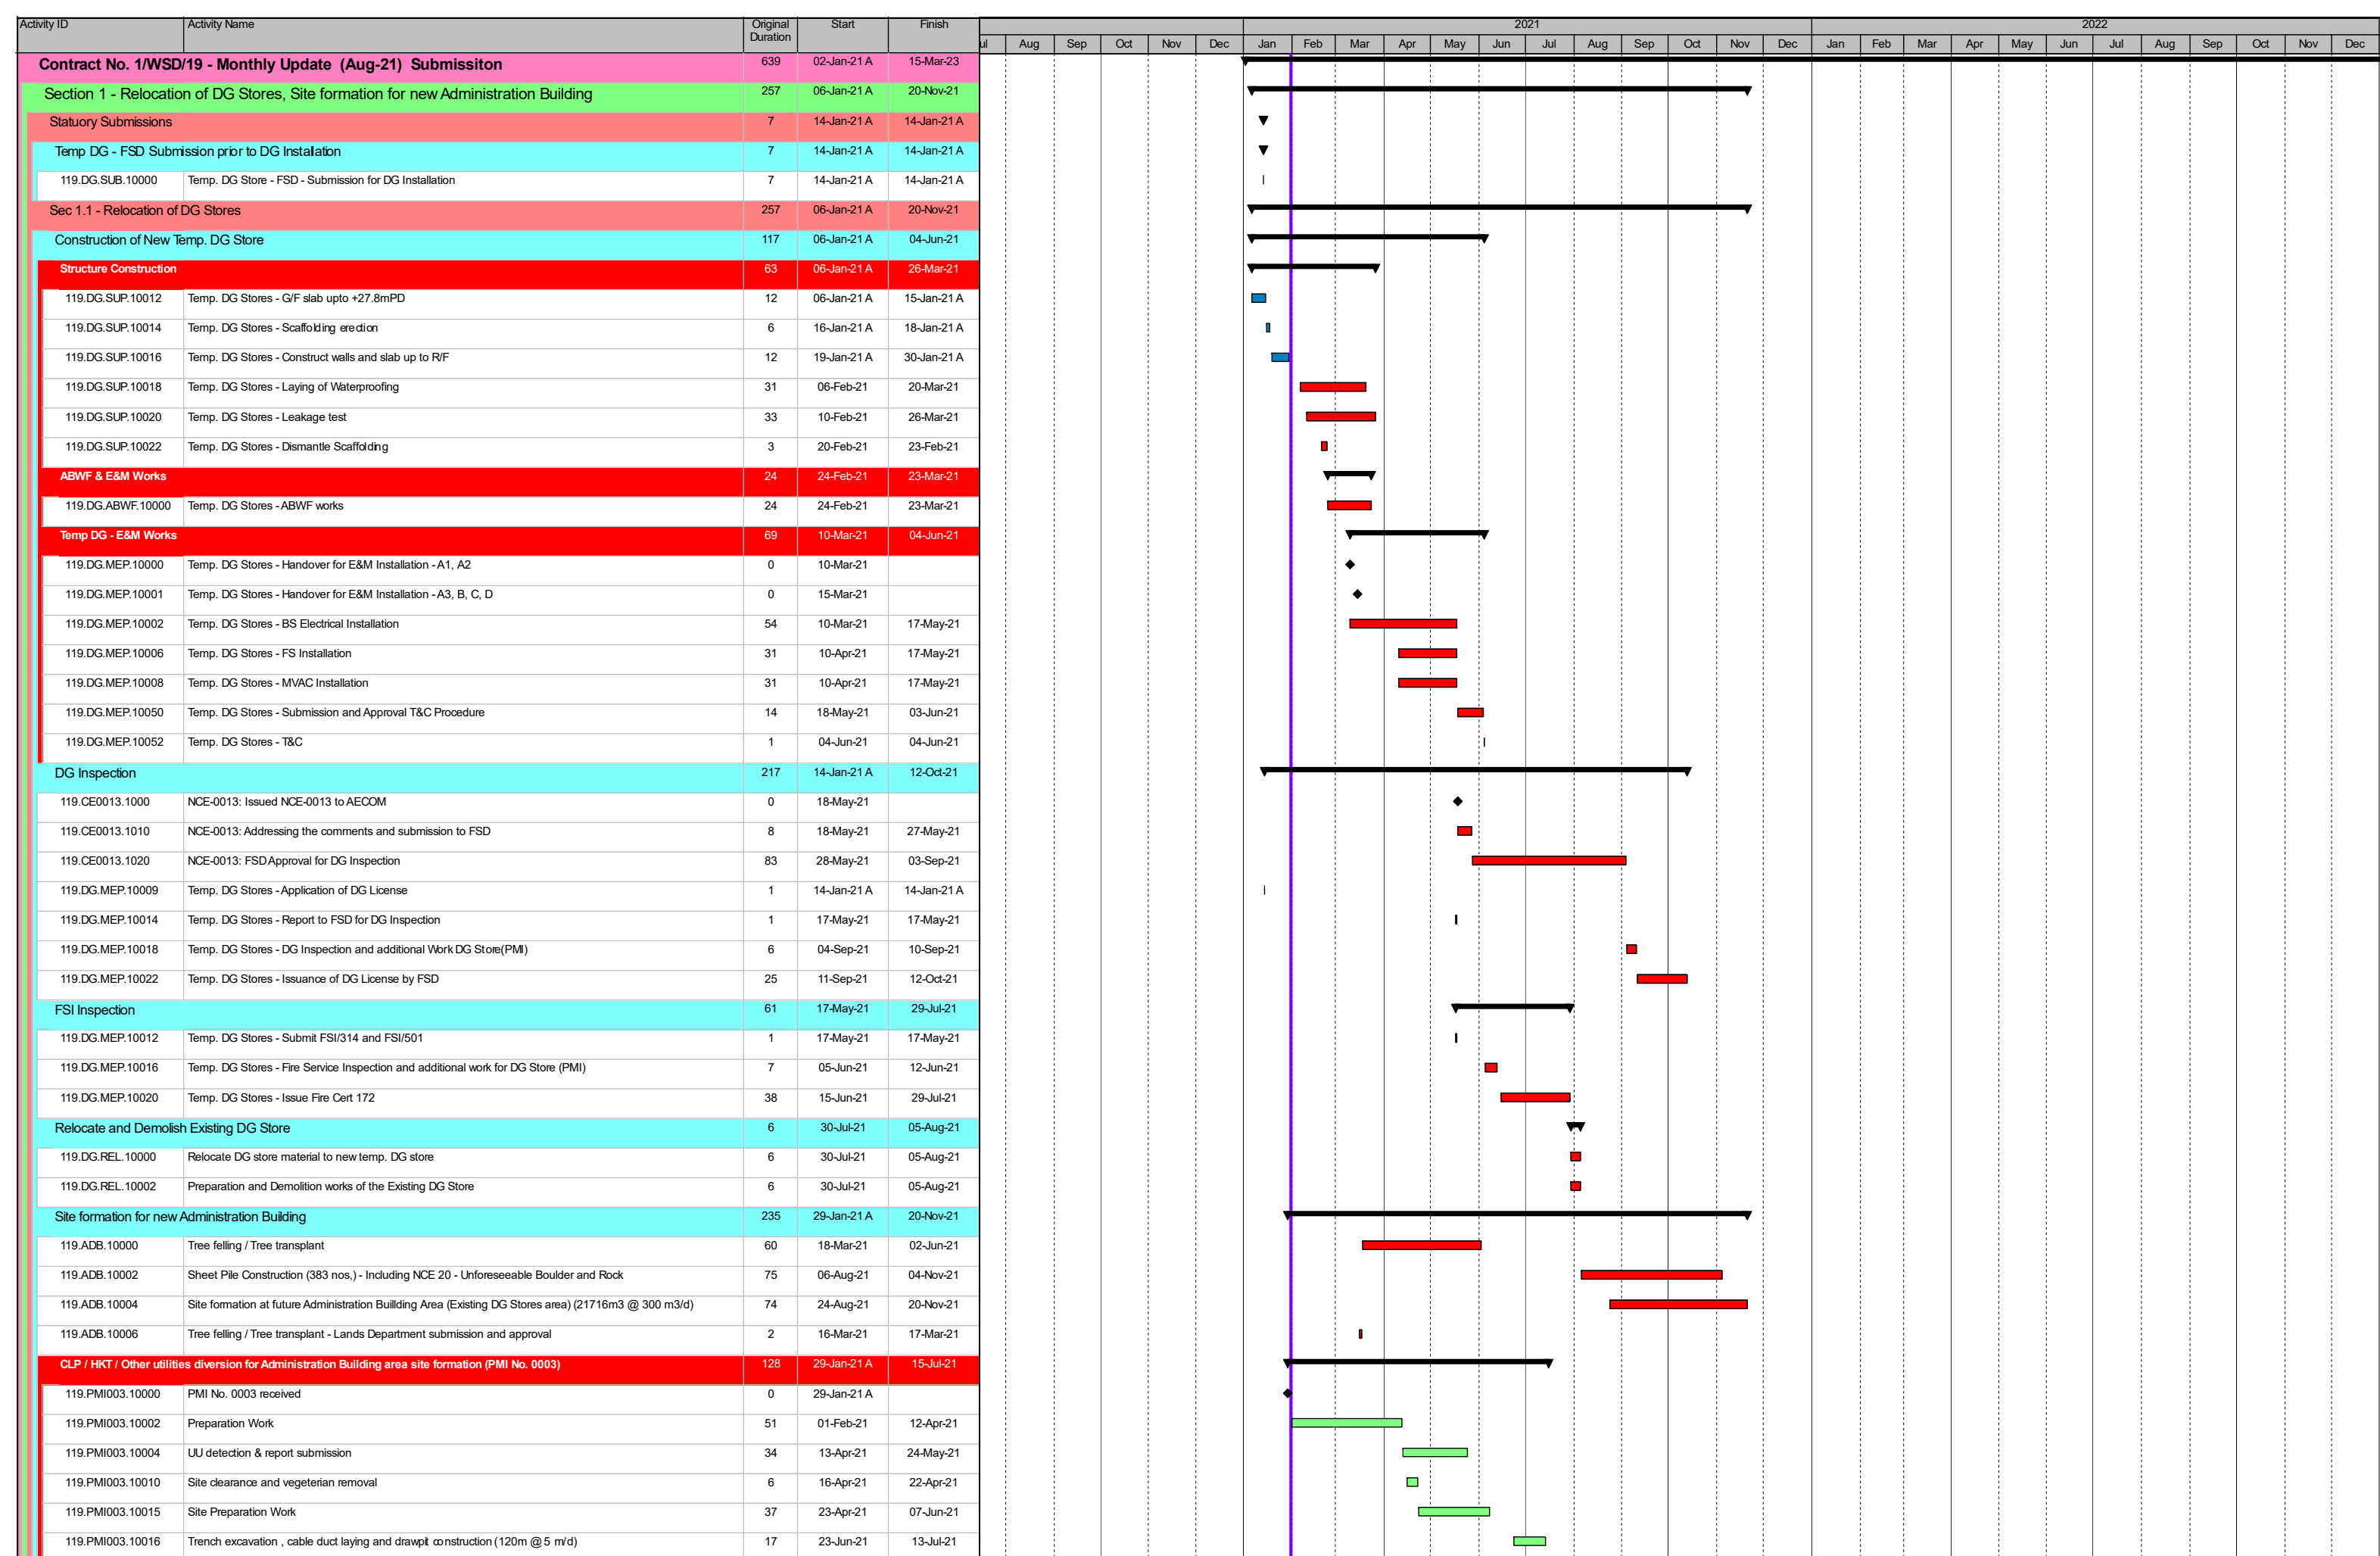 Activity ID Activity Name Original Duration Start Finish 2021 2022
ul Aug Sep Oct Nov Dec Jan Feb Mar Apr May Jun Jul Aug Sep Oct Nov Dec Jan Feb Mar Apr May Jun Jul Aug Sep Oct Nov Dec
Contract No. 1/WSD/19 - Monthly Update (Aug-21) Submissiton 639 02-Jan-21 A 15-Mar-23
Section 1 - Relocation of DG Stores, Site formation for new Administration Building 257 06-Jan-21 A 20-Nov-21
Statuory Submissions 7 14-Jan-21 A 14-Jan-21 A
Temp DG - FSD Submission prior to DG Installation 7 14-Jan-21 A 14-Jan-21 A
119.DG.SUB.10000 Temp. DG Store - FSD - Submission for DG Installation 7 14-Jan-21 A 14-Jan-21 A
Sec 1.1 - Relocation of DG Stores 257 06-Jan-21 A 20-Nov-21
Construction of New Temp. DG Store 117 06-Jan-21 A 04-Jun-21
Structure Construction 63 06-Jan-21 A 26-Mar-21
119.DG.SUP.10012 Temp. DG Stores - G/F slab upto +27.8mPD 12 06-Jan-21 A 15-Jan-21 A
119.DG.SUP.10014 Temp. DG Stores - Scaffolding erection 6 16-Jan-21 A 18-Jan-21 A
119.DG.SUP.10016 Temp. DG Stores - Construct walls and slab up to R/F 12 19-Jan-21 A 30-Jan-21 A
119.DG.SUP.10018 Temp. DG Stores - Laying of Waterproofing 31 06-Feb-21 20-Mar-21
119.DG.SUP.10020 Temp. DG Stores - Leakage test 33 10-Feb-21 26-Mar-21
119.DG.SUP.10022 Temp. DG Stores - Dismantle Scaffolding 3 20-Feb-21 23-Feb-21
ABWF & E&M Works 24 24-Feb-21 23-Mar-21
119.DG.ABWF.10000 Temp. DG Stores - ABWF works 24 24-Feb-21 23-Mar-21
Temp DG - E&M Works 69 10-Mar-21 04-Jun-21
119.DG.MEP.10000 Temp. DG Stores - Handover for E&M Installation - A1, A2 0 10-Mar-21
119.DG.MEP.10001 Temp. DG Stores - Handover for E&M Installation - A3, B, C, D 0 15-Mar-21
119.DG.MEP.10002 Temp. DG Stores - BS Electrical Installation 54 10-Mar-21 17-May-21
119.DG.MEP.10006 Temp. DG Stores - FS Installation 31 10-Apr-21 17-May-21
119.DG.MEP.10008 Temp. DG Stores - MVAC Installation 31 10-Apr-21 17-May-21
119.DG.MEP.10050 Temp. DG Stores - Submission and Approval T&C Procedure 14 18-May-21 03-Jun-21
119.DG.MEP.10052 Temp. DG Stores - T&C 1 04-Jun-21 04-Jun-21
DG Inspection 217 14-Jan-21 A 12-Oct-21
119.CE0013.1000 NCE-0013: Issued NCE-0013 to AECOM 0 18-May-21
119.CE0013.1010 NCE-0013: Addressing the comments and submission to FSD 8 18-May-21 27-May-21
119.CE0013.1020 NCE-0013: FSD Approval for DG Inspection 83 28-May-21 03-Sep-21
119.DG.MEP.10009 Temp. DG Stores - Application of DG License 1 14-Jan-21 A 14-Jan-21 A
119.DG.MEP.10014 Temp. DG Stores - Report to FSD for DG Inspection 1 17-May-21 17-May-21
119.DG.MEP.10018 Temp. DG Stores - DG Inspection and additional Work DG Store(PMI) 6 04-Sep-21 10-Sep-21
119.DG.MEP.10022 Temp. DG Stores - Issuance of DG License by FSD 25 11-Sep-21 12-Oct-21
FSI Inspection 61 17-May-21 29-Jul-21
119.DG.MEP.10012 Temp. DG Stores - Submit FSI/314 and FSI/501 1 17-May-21 17-May-21
119.DG.MEP.10016 Temp. DG Stores - Fire Service Inspection and additional work for DG Store (PMI) 7 05-Jun-21 12-Jun-21
119.DG.MEP.10020 Temp. DG Stores - Issue Fire Cert 172 38 15-Jun-21 29-Jul-21
Relocate and Demolish Existing DG Store 6 30-Jul-21 05-Aug-21
119.DG.REL.10000 Relocate DG store material to new temp. DG store 6 30-Jul-21 05-Aug-21
119.DG.REL.10002 Preparation and Demolition works of the Existing DG Store 6 30-Jul-21 05-Aug-21
Site formation for new Administration Building 235 29-Jan-21 A 20-Nov-21
119.ADB.10000 Tree felling / Tree transplant 60 18-Mar-21 02-Jun-21
119.ADB.10002 Sheet Pile Construction (383 nos,) - Including NCE 20 - Unforeseeable Boulder and Rock 75 06-Aug-21 04-Nov-21
119.ADB.10004 Site formation at future Administration Buillding Area (Existing DG Stores area) (21716m3 @ 300 m3/d) 74 24-Aug-21 20-Nov-21
119.ADB.10006 Tree felling / Tree transplant - Lands Department submission and approval 2 16-Mar-21 17-Mar-21
CLP / HKT / Other utilities diversion for Administration Building area site formation (PMI No. 0003) 128 29-Jan-21 A 15-Jul-21
119.PMI003.10000 PMI No. 0003 received 0 29-Jan-21 A
119.PMI003.10002 Preparation Work 51 01-Feb-21 12-Apr-21
119.PMI003.10004 UU detection & report submission 34 13-Apr-21 24-May-21
119.PMI003.10010 Site clearance and vegeterian removal 6 16-Apr-21 22-Apr-21
119.PMI003.10015 Site Preparation Work 37 23-Apr-21 07-Jun-21
119.PMI003.10016 Trench excavation , cable duct laying and drawpit construction (120m @ 5 m/d) 17 23-Jun-21 13-Jul-21